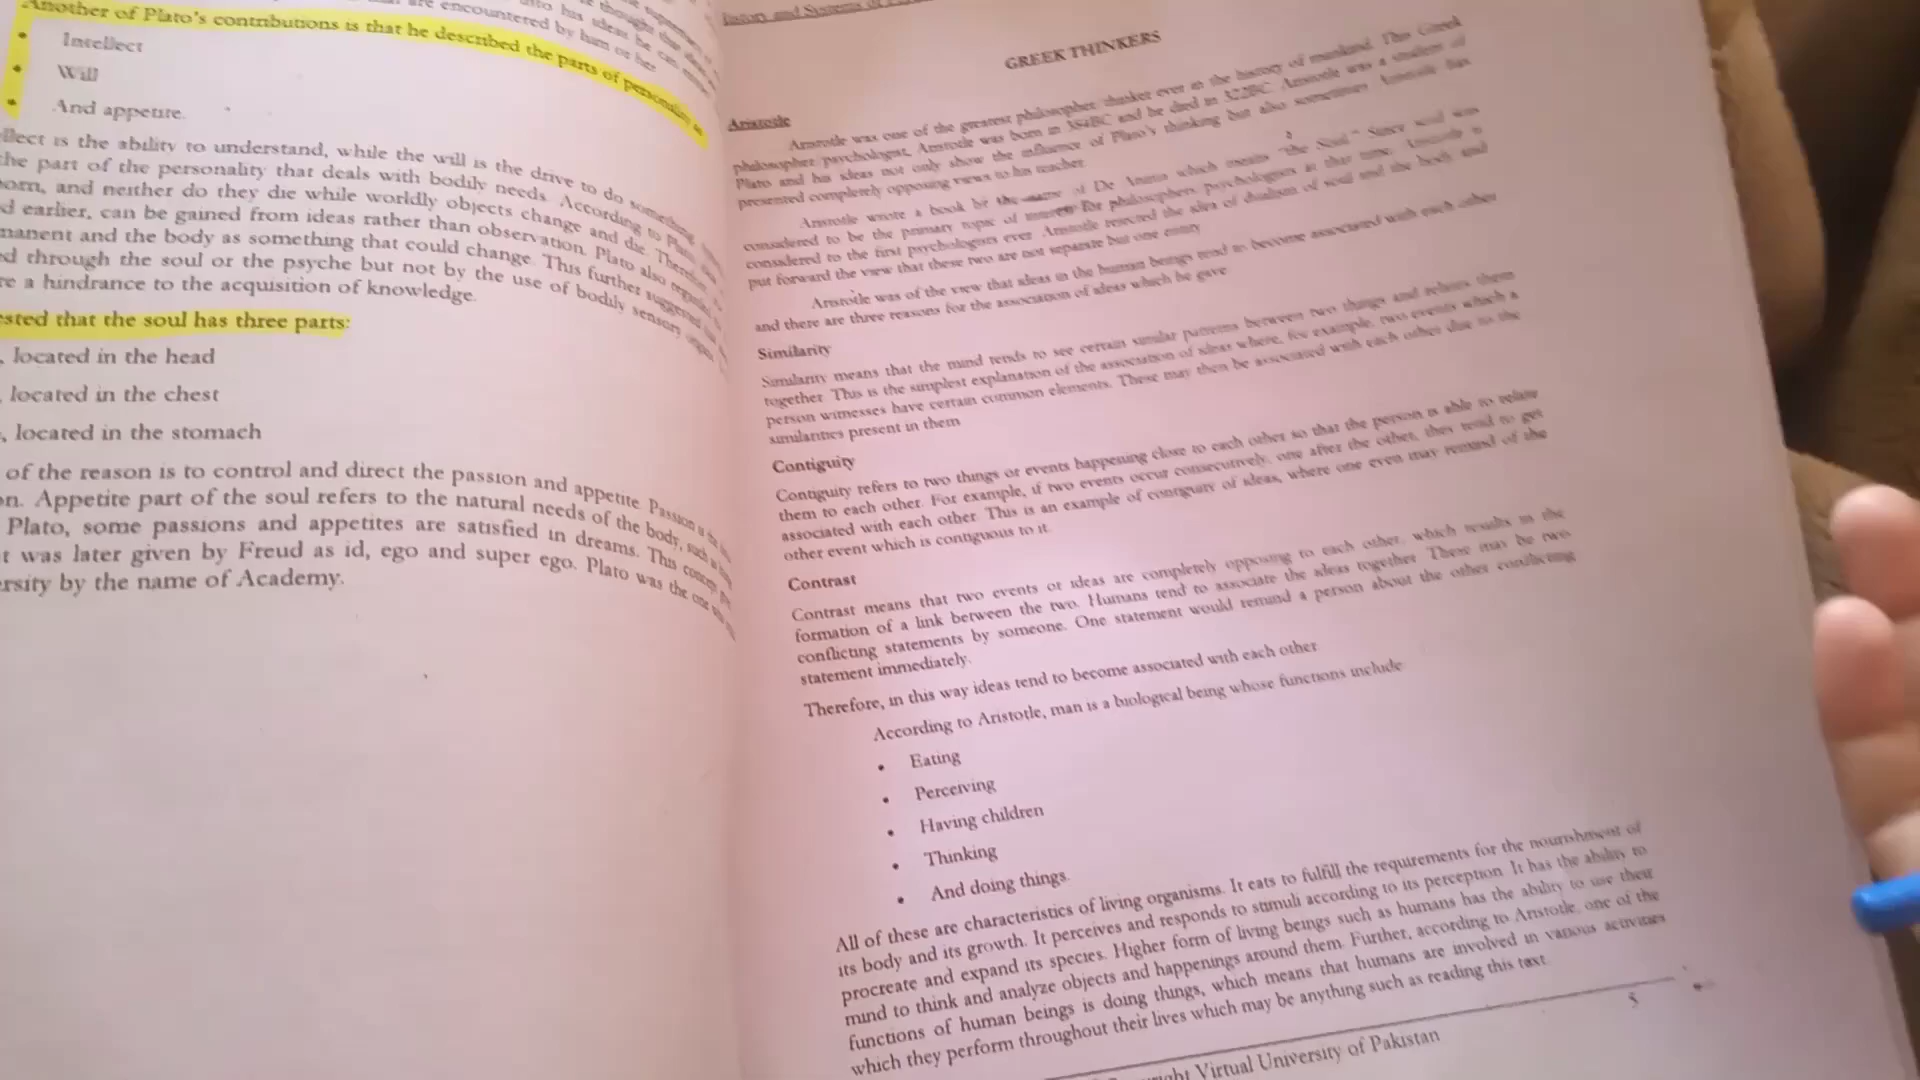 are encountered by him or her
Another of Plato's contributions is that he described the parts of personality as
• Intellect
• Will
• And appetite.
llect is the ability to understand, while the will is the drive to do something
he part of the personality that deals with bodily needs. According to Plato
orn, and neither do they die while worldly objects change and die. Therefore,
d earlier, can be gained from ideas rather than observation. Plato also regarded
nanent and the body as something that could change. This further suggested
d through the soul or the psyche but not by the use of bodily sensory organ
re a hindrance to the acquisition of knowledge.
ested that the soul has three parts:
, located in the head
, located in the chest
, located in the stomach
of the reason is to control and direct the passion and appetite. Passion is the
on. Appetite part of the soul refers to the natural needs of the body, such as
Plato, some passions and appetites are satisfied in dreams. This concept
t was later given by Freud as id, ego and super ego. Plato was the one who
ersity by the name of Academy.
History and Systems of
GREEK THINKERS
Aristotle
Aristotle was one of the greatest philosopher thinker ever in the history of mankind. This Greek
philosopher/psychologist, Aristotle was born in 384BC and he died in 322BC. Aristotle was a student of
Plato and his ideas not only show the influence of Plato's thinking but also sometimes Aristotle has
presented completely opposing views to his teacher.
Aristotle wrote a book by the name of De Anima which means "the Soul." Since soul was
considered to be the primary topic of interest for philosophers/psychologists at that time. Aristotle is
considered to the first psychologists ever. Aristotle rejected the idea of dualism of soul and the body and
put forward the view that these two are not separate but one entity.
Aristotle was of the view that ideas in the human beings tend to become associated with each other
and there are three reasons for the association of ideas which he gave.
Similarity
Similarity means that the mind tends to see certain similar patterns between two things and relates them
together. This is the simplest explanation of the association of ideas where, for example, two events which a
person witnesses have certain common elements. These may then be associated with each other due to the
similarities present in them
Contiguity
Contiguity refers to two things or events happening close to each other so that the person is able to relate
them to each other. For example, if two events occur consecutively, one after the other, they tend to get
associated with each other. This is an example of contiguity of ideas, where one even may remind of the
other event which is contiguous to it.
Contrast
Contrast means that two events or ideas are completely opposing to each other, which results in the
formation of a link between the two. Humans tend to associate the ideas together. There may be two
conflicting statements by someone. One statement would remind a person about the other conflicting
statement immediately.
Therefore, in this way ideas tend to become associated with each other
According to Aristotle, man is a biological being whose functions include
• Eating
• Perceiving
• Having children
• Thinking
• And doing things.
All of these are characteristics of living organisms. It eats to fulfill the requirements for the nourishment of
its body and its growth. It perceives and responds to stimuli according to its perception. It has the ability to
procreate and expand its species. Higher form of living beings such as humans has the ability to use their
mind to think and analyze objects and happenings around them. Further, according to Aristotle, one of the
functions of human beings is doing things, which means that humans are involved in various activities
which they perform throughout their lives which may be anything such as reading this text.
5
Virtual University of Pakistan